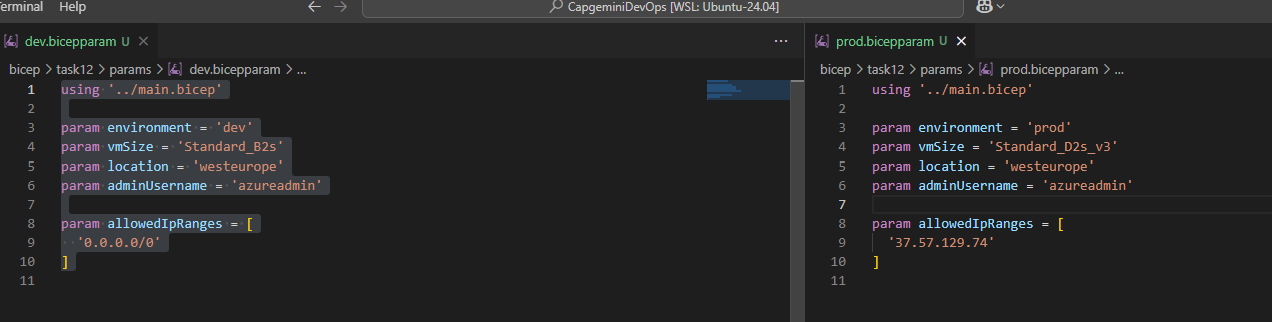 Terminal
CapgeminiDevOps [WSL: Ubuntu-24.04]
dev.bicepparam U
bicep > task12 > params > dev.bicepparam > ...
1 using '../main.bicep'
2
3 param environment = 'dev'
4 param vmSize = 'Standard_B2s'
5 param location = 'westeurope'
6 param adminUsername = 'azureadmin'
7
8 param allowedIpRanges = [
9   '0.0.0.0/0'
10 ]
11
prod.bicepparam U
bicep > task12 > params > prod.bicepparam > ...
1 using '../main.bicep'
2
3 param environment = 'prod'
4 param vmSize = 'Standard_D2s_v3'
5 param location = 'westeurope'
6 param adminUsername = 'azureadmin'
7
8 param allowedIpRanges = [
9   '37.57.129.74'
10 ]
11